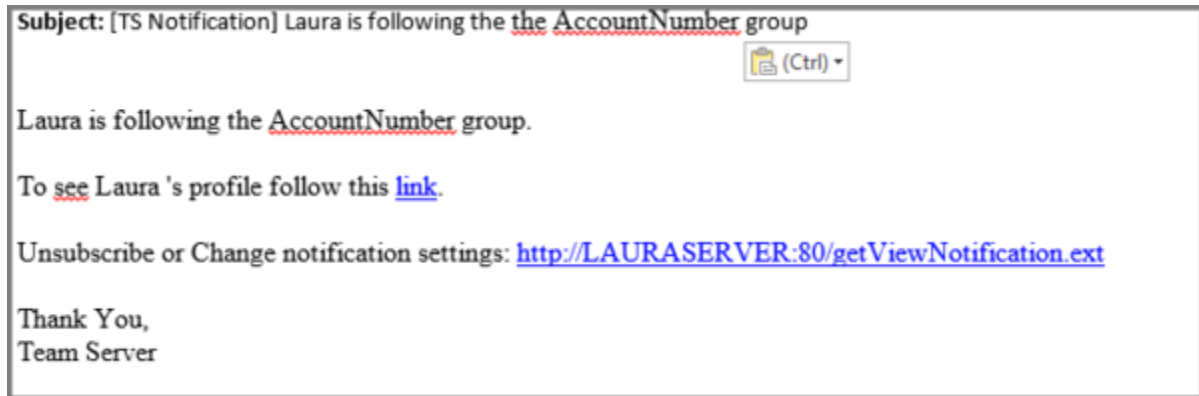 Subject: [TS Notification] Laura is following the the AccountNumber group
(Ctrl)
Laura is following the AccountNumber group.
To see Laura 's profile follow this link.
Unsubscribe or Change notification settings: http://LAURASERVER:80/getViewNotification.ext
Thank You,
Team Server